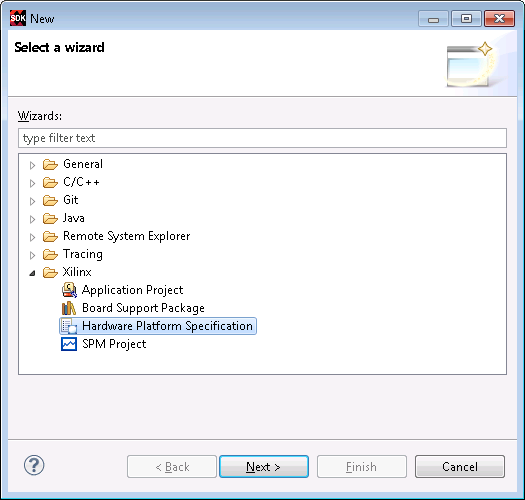 SDK New
Select a wizard
Wizards:
type filter text
General
C/C++
Git
Java
Remote System Explorer
Tracing
Xilinx
Application Project
Board Support Package
Hardware Platform Specification
SPM Project
? < Back Next > Finish Cancel